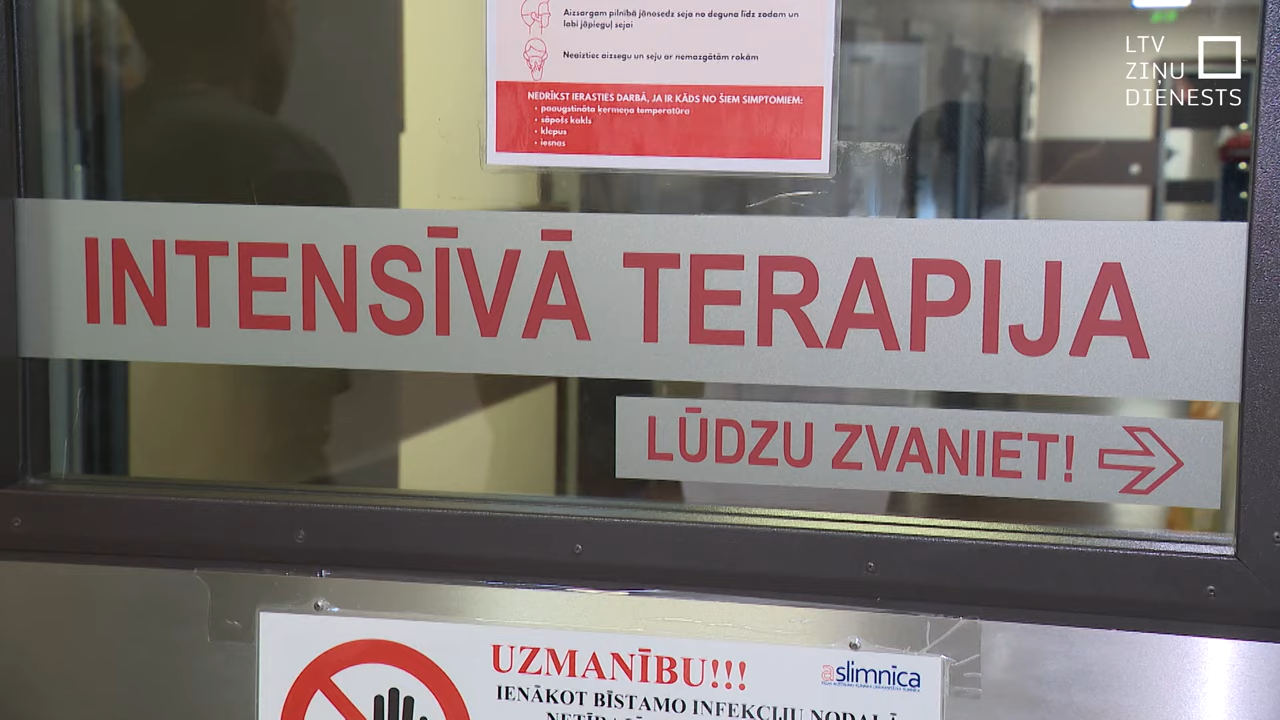 Aizsargam pilnībā jānosedz seja no deguna līdz zodam un
labi jāpieguļ sejai
Neaiztiec aizsegu un seju ar nemazgātām rokām
NEDRĪKST IERASTIES DARBĀ, JA IR KĀDS NO ŠIEM SIMPTOMIEM:
• paaugstināta ķermeņa temperatūra
• sāpošs kakls
• klepus
• iesnas
LTV
ZIŅU
DIENESTS
INTENSĪVĀ TERAPIJA
LŪDZU ZVANIET!
UZMANĪBU!!!
aslimnīca
IENĀKOT BĪSTAMO INFEKCIJU NODAĻĀ